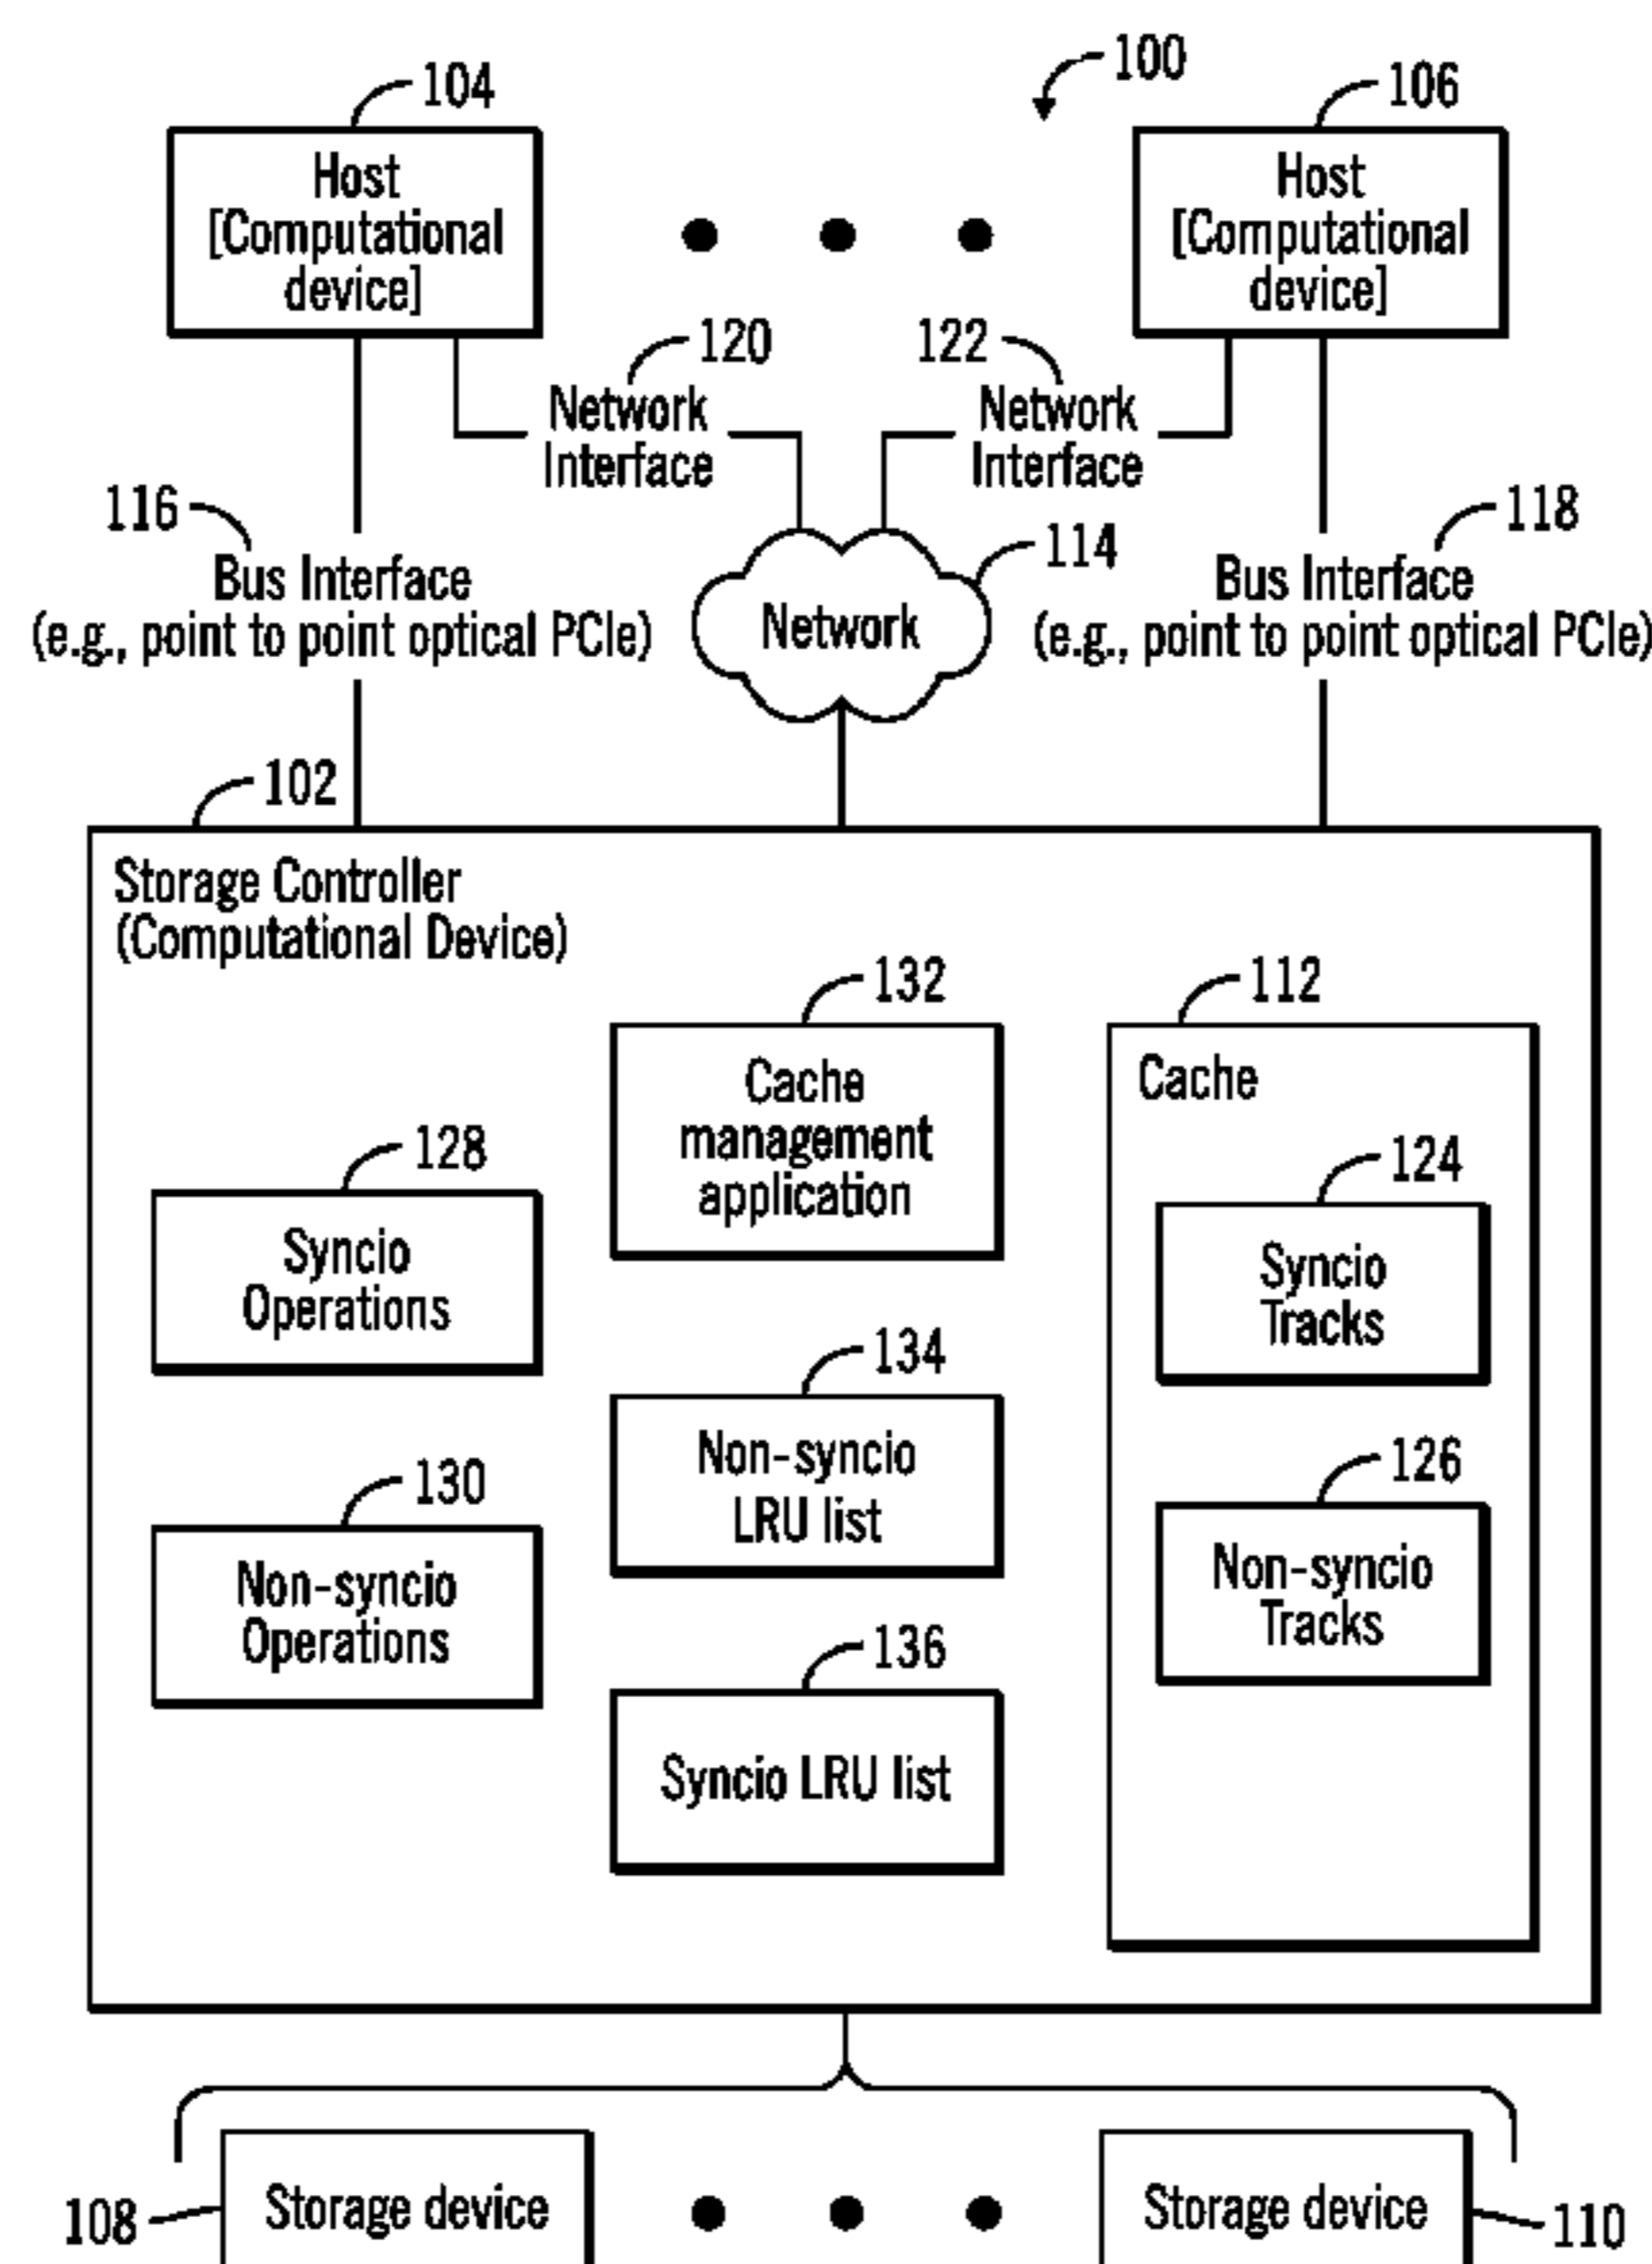 100
104
106
Host
[Computational
device]
Host
[Computational
device]
120
122
Network
Interface
Network
Interface
116
118
114
Bus Interface
(e.g., point to point optical PCIe)
Network
Bus Interface
(e.g., point to point optical PCIe)
102
Storage Controller
(Computational Device)
132
112
Cache
management
application
Cache
128
124
Syncio
Operations
Syncio
Tracks
134
Non-syncio
LRU list
130
126
Non-syncio
Operations
Non-syncio
Tracks
136
Syncio LRU list
108
Storage device
Storage device
110